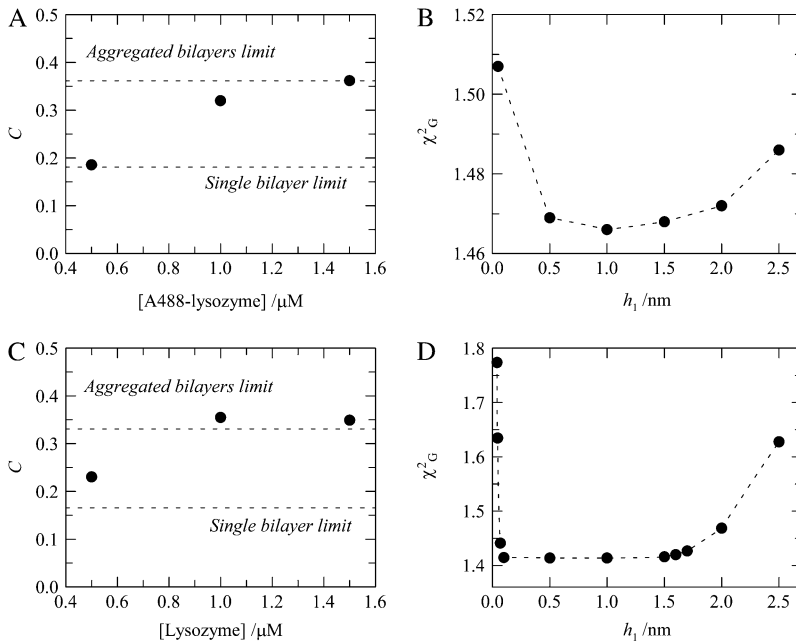 A
Aggregated bilayers limit
Single bilayer limit
C
0.5
0.4
0.3
0.2
0.1
0.0
0.4 0.6 0.8 1.0 1.2 1.4 1.6
[A488-lysozyme] /μM
B
χ²G
1.52
1.50
1.48
1.46
0.0 0.5 1.0 1.5 2.0 2.5
h₁/nm
C
Aggregated bilayers limit
Single bilayer limit
C
0.5
0.4
0.3
0.2
0.1
0.0
0.4 0.6 0.8 1.0 1.2 1.4 1.6
[Lysozyme] /μM
D
χ²G
1.8
1.7
1.6
1.5
1.4
0.0 0.5 1.0 1.5 2.0 2.5
h₁/nm